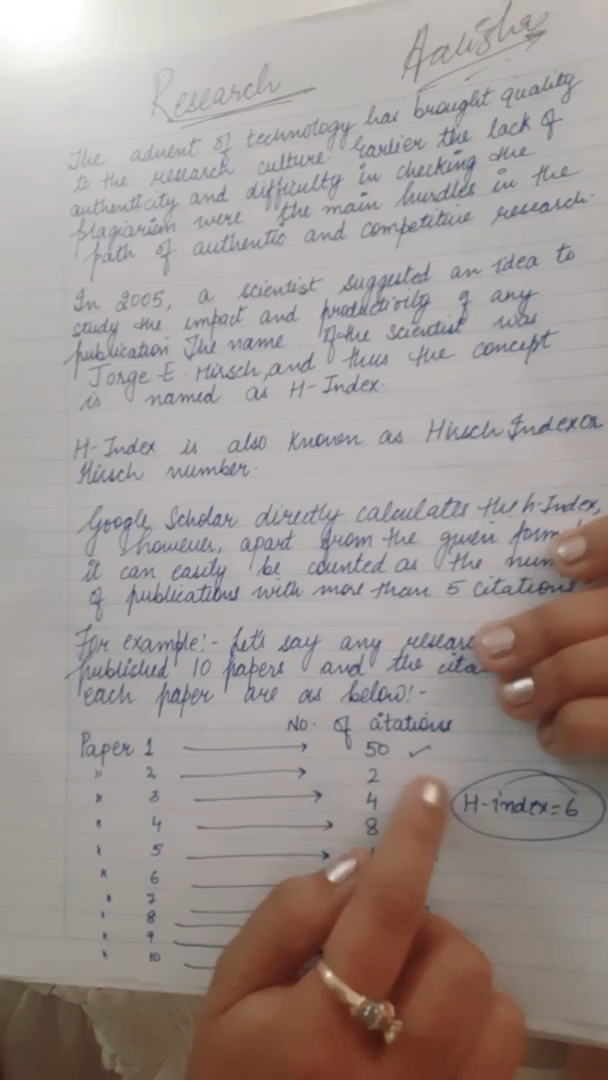 Research
Aalisha
The advent of technology has brought quality
to the research culture. Earlier the lack of
authenticity and difficulty in checking the
plagiarism were the main hurdles in the
path of authentic and competitive research.
In 2005, a scientist suggested an idea to
study the impact and productivity of any
publication. The name of the scientist was
Jorge E. Hirsch, and thus the concept
is named as H-Index.
H-Index is also known as Hirsch Index or
Hirsch number.
Google Scholar directly calculates the h-Index,
however, apart from the given
it can easily be counted as the
of publications with more than 5 citations
For example:- Let's say any
published 10 papers and the
each paper are as below:-
No. of citations
Paper 1 → 50 ✓
" 2 → 2
" 3 → 4
" 4 → 8
" 5 →
" 6
" 7
" 8
" 9
" 10
H-index=6